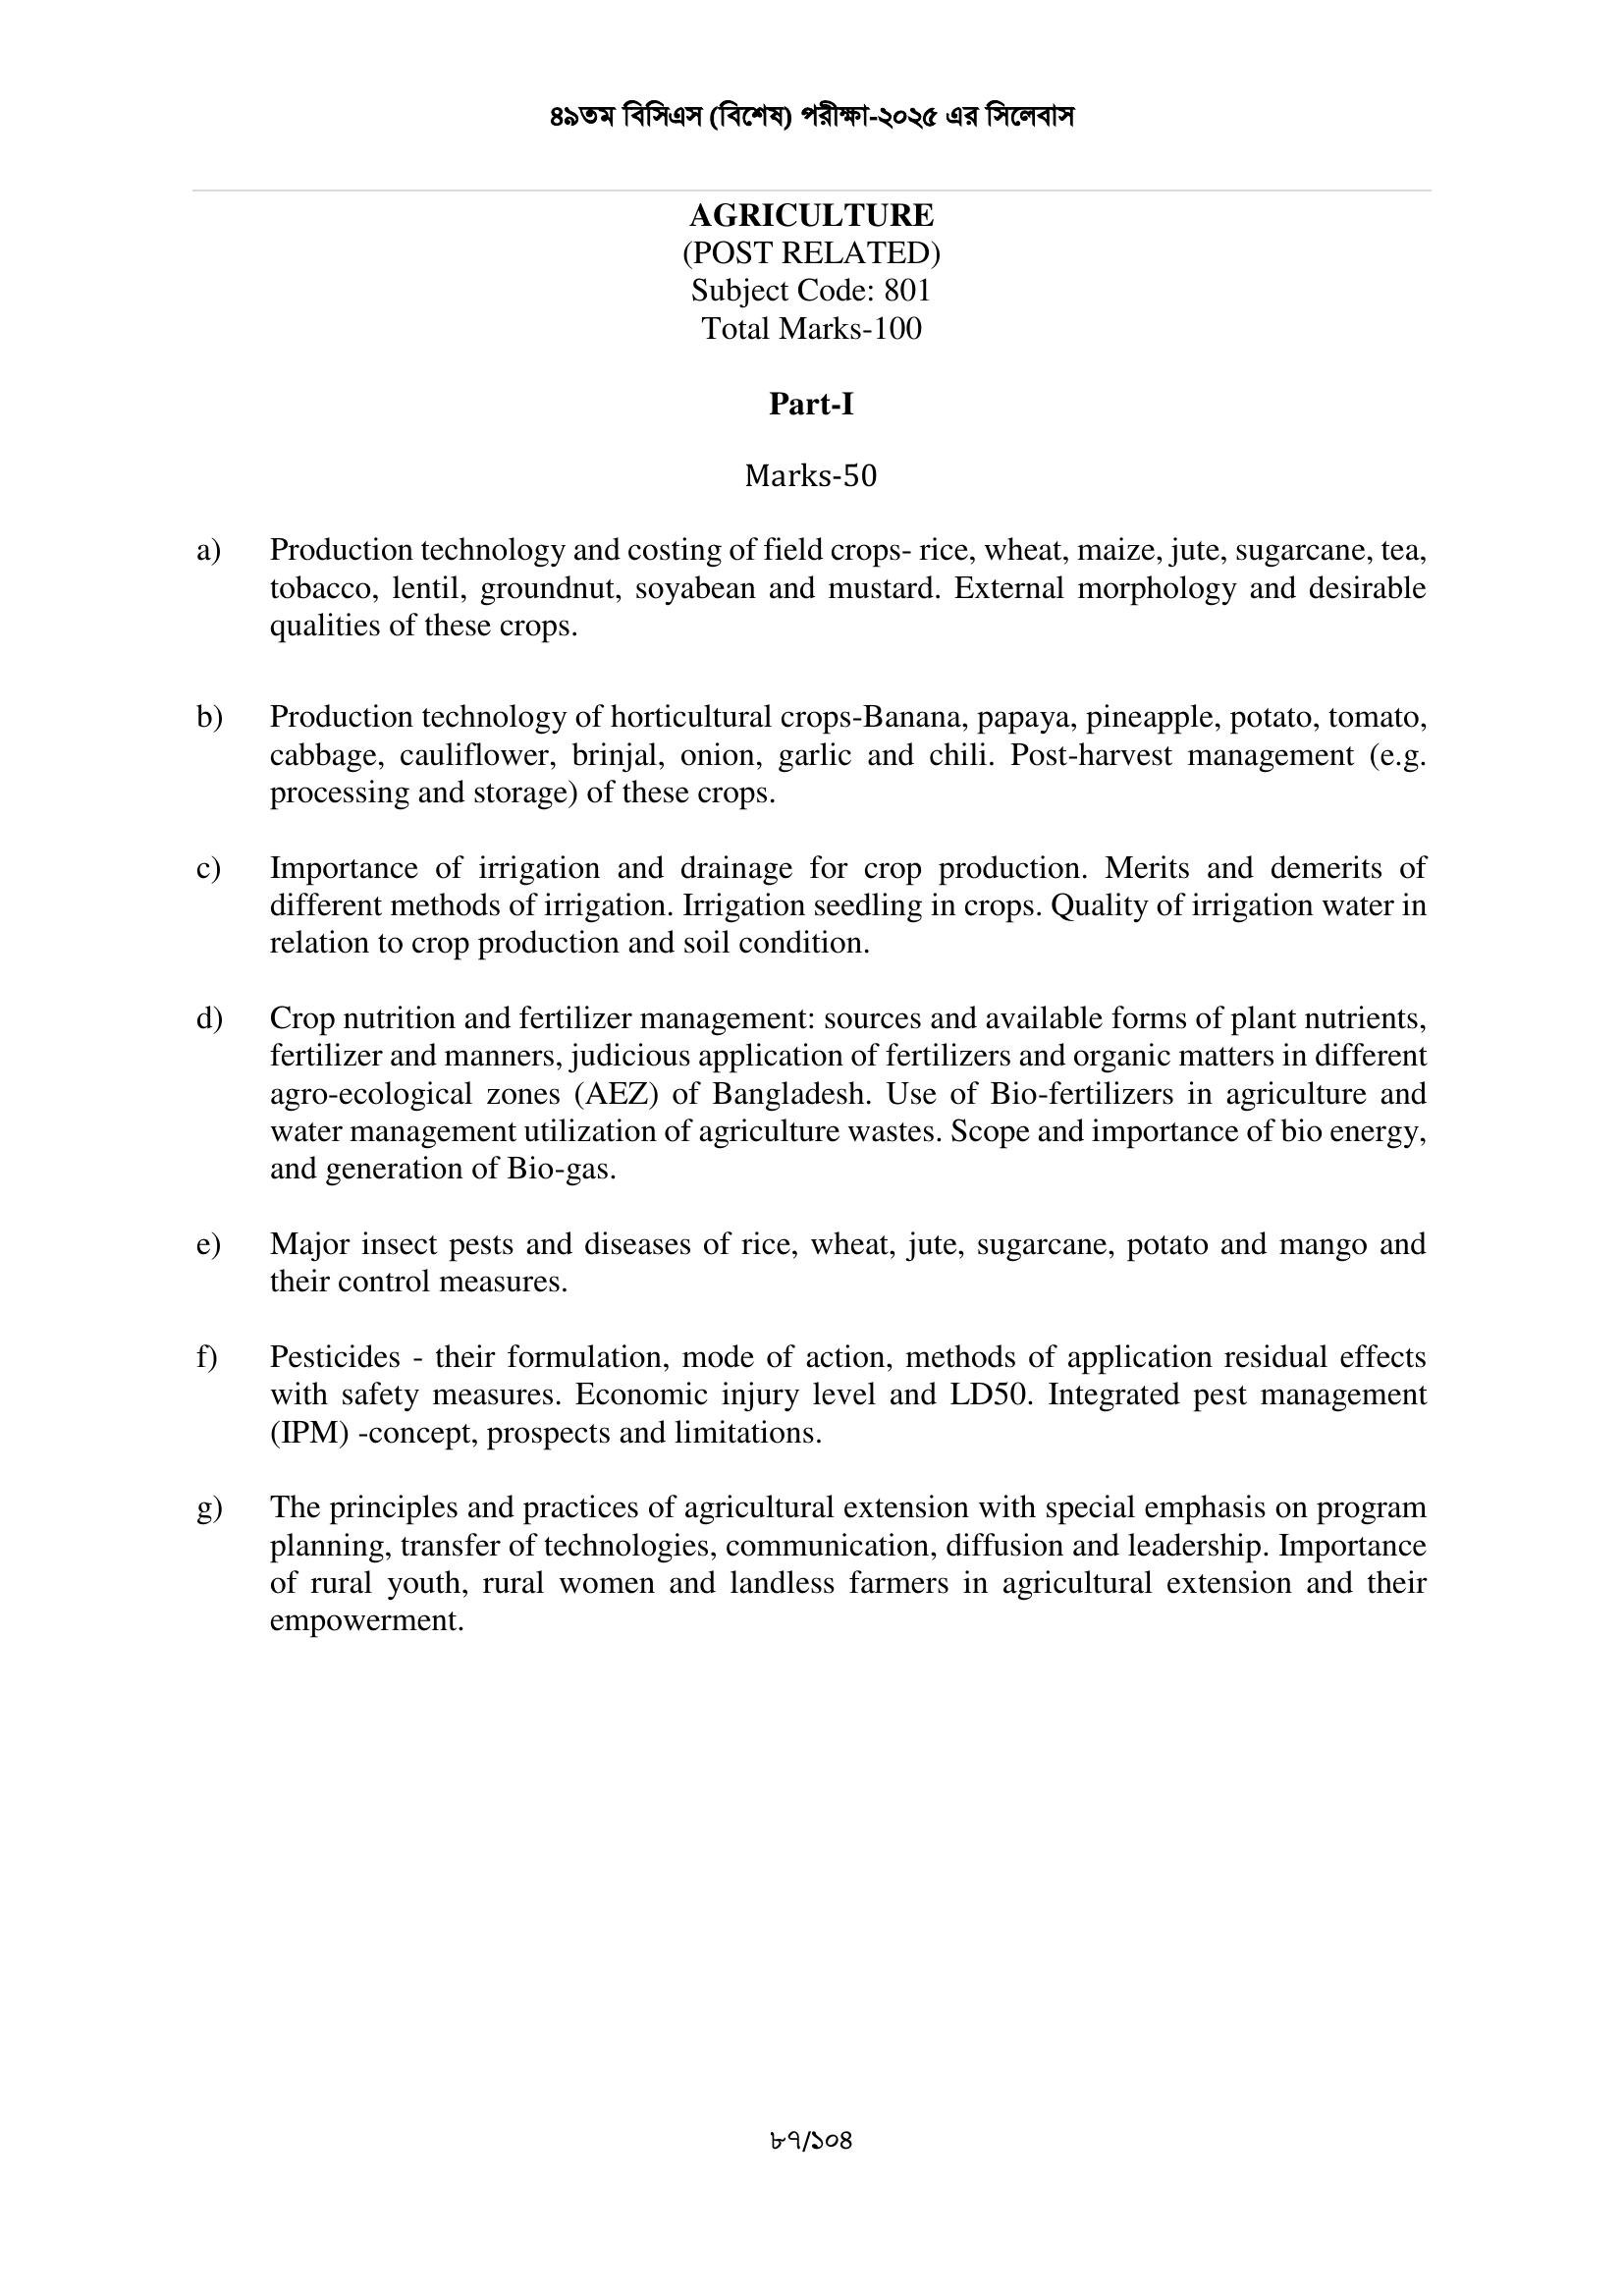 ৪৯তম বিসিএস (বিশেষ) পরীক্ষা-২০২৫ এর সিলেবাস
AGRICULTURE
(POST RELATED)
Subject Code: 801
Total Marks-100
Part-I
Marks-50
a) Production technology and costing of field crops- rice, wheat, maize, jute, sugarcane, tea,
tobacco, lentil, groundnut, soyabean and mustard. External morphology and desirable
qualities of these crops.
b) Production technology of horticultural crops-Banana, papaya, pineapple, potato, tomato,
cabbage, cauliflower, brinjal, onion, garlic and chili. Post-harvest management (e.g.
processing and storage) of these crops.
c) Importance of irrigation and drainage for crop production. Merits and demerits of
different methods of irrigation. Irrigation seedling in crops. Quality of irrigation water in
relation to crop production and soil condition.
d) Crop nutrition and fertilizer management: sources and available forms of plant nutrients,
fertilizer and manners, judicious application of fertilizers and organic matters in different
agro-ecological zones (AEZ) of Bangladesh. Use of Bio-fertilizers in agriculture and
water management utilization of agriculture wastes. Scope and importance of bio energy,
and generation of Bio-gas.
e) Major insect pests and diseases of rice, wheat, jute, sugarcane, potato and mango and
their control measures.
f) Pesticides - their formulation, mode of action, methods of application residual effects
with safety measures. Economic injury level and LD50. Integrated pest management
(IPM) -concept, prospects and limitations.
g) The principles and practices of agricultural extension with special emphasis on program
planning, transfer of technologies, communication, diffusion and leadership. Importance
of rural youth, rural women and landless farmers in agricultural extension and their
empowerment.
৮৭/১০৪